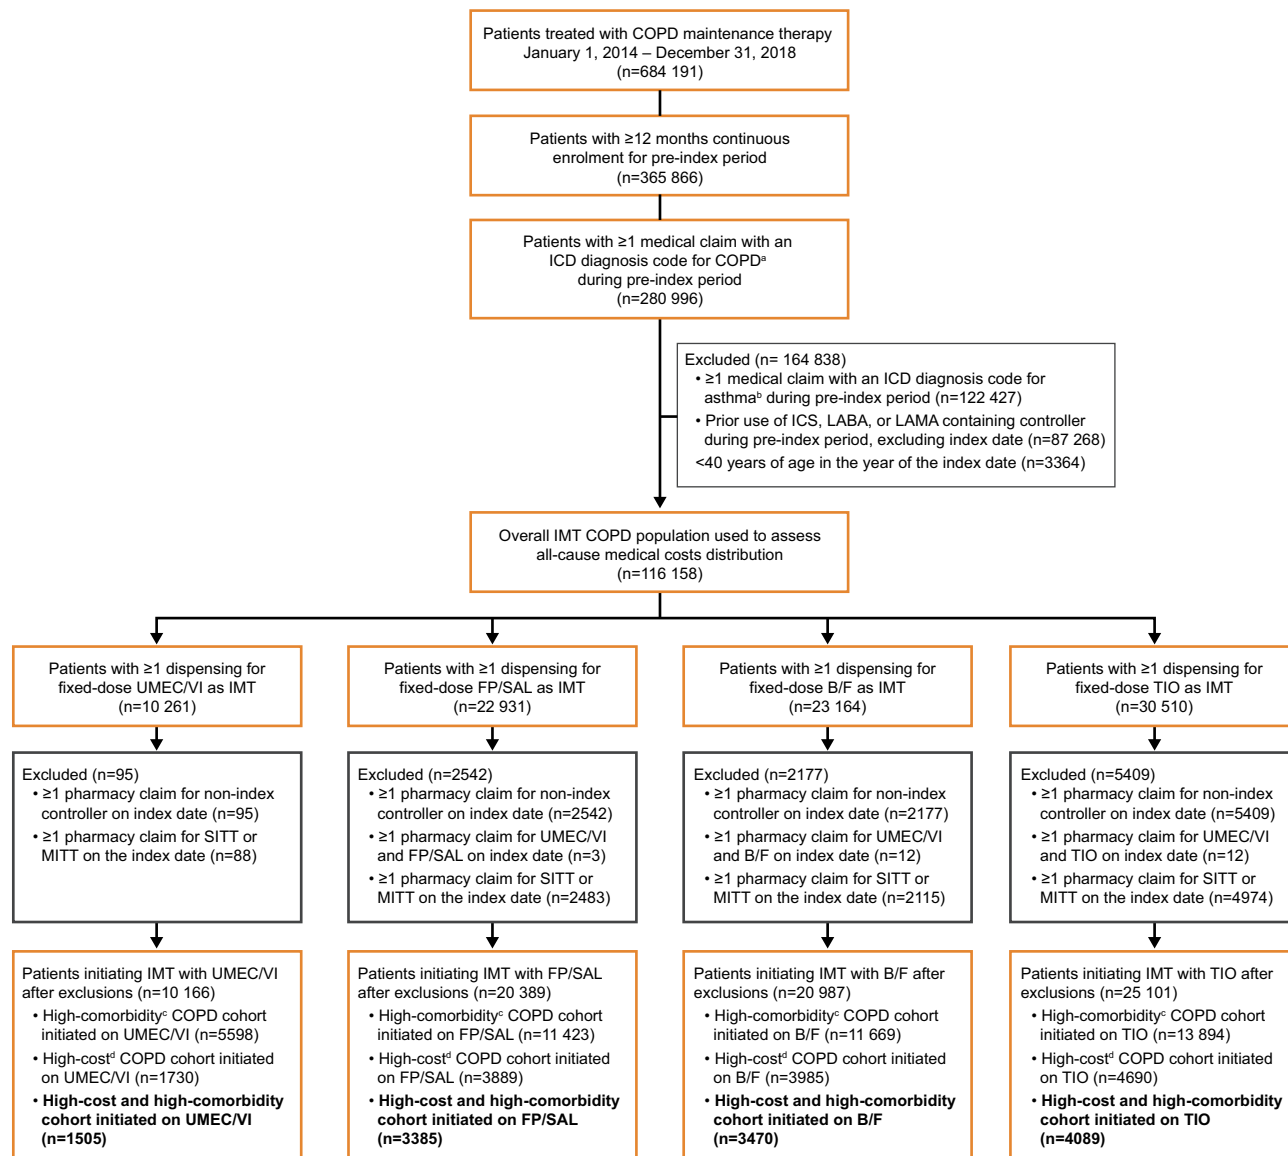 Patients treated with COPD maintenance therapy
January 1, 2014 – December 31, 2018
(n=684 191)
Patients with ≥12 months continuous
enrolment for pre-index period
(n=365 866)
Patients with ≥1 medical claim with an
ICD diagnosis code for COPDᵃ
during pre-index period
(n=280 996)
Excluded (n= 164 838)
• ≥1 medical claim with an ICD diagnosis code for
asthmaᵇ during pre-index period (n=122 427)
• Prior use of ICS, LABA, or LAMA containing controller
during pre-index period, excluding index date (n=87 268)
<40 years of age in the year of the index date (n=3364)
Overall IMT COPD population used to assess
all-cause medical costs distribution
(n=116 158)
Patients with ≥1 dispensing for
fixed-dose UMEC/VI as IMT
(n=10 261)
Patients with ≥1 dispensing for
fixed-dose FP/SAL as IMT
(n=22 931)
Patients with ≥1 dispensing for
fixed-dose B/F as IMT
(n=23 164)
Patients with ≥1 dispensing for
fixed-dose TIO as IMT
(n=30 510)
Excluded (n=95)
• ≥1 pharmacy claim for non-index
controller on index date (n=95)
• ≥1 pharmacy claim for SITT or
MITT on the index date (n=88)
Excluded (n=2542)
• ≥1 pharmacy claim for non-index
controller on index date (n=2542)
• ≥1 pharmacy claim for UMEC/VI
and FP/SAL on index date (n=3)
• ≥1 pharmacy claim for SITT or
MITT on the index date (n=2483)
Excluded (n=2177)
• ≥1 pharmacy claim for non-index
controller on index date (n=2177)
• ≥1 pharmacy claim for UMEC/VI
and B/F on index date (n=12)
• ≥1 pharmacy claim for SITT or
MITT on the index date (n=2115)
Excluded (n=5409)
• ≥1 pharmacy claim for non-index
controller on index date (n=5409)
• ≥1 pharmacy claim for UMEC/VI
and TIO on index date (n=12)
• ≥1 pharmacy claim for SITT or
MITT on the index date (n=4974)
Patients initiating IMT with UMEC/VI
after exclusions (n=10 166)
• High-comorbidityᶜ COPD cohort
initiated on UMEC/VI (n=5598)
• High-costᵈ COPD cohort initiated
on UMEC/VI (n=1730)
• High-cost and high-comorbidity
cohort initiated on UMEC/VI
(n=1505)
Patients initiating IMT with FP/SAL
after exclusions (n=20 389)
• High-comorbidityᶜ COPD cohort
initiated on FP/SAL (n=11 423)
• High-costᵈ COPD cohort initiated
on FP/SAL (n=3889)
• High-cost and high-comorbidity
cohort initiated on FP/SAL
(n=3385)
Patients initiating IMT with B/F after
exclusions (n=20 987)
• High-comorbidityᶜ COPD cohort
initiated on B/F (n=11 669)
• High-costᵈ COPD cohort initiated
on B/F (n=3985)
• High-cost and high-comorbidity
cohort initiated on B/F
(n=3470)
Patients initiating IMT with TIO after
exclusions (n=25 101)
• High-comorbidityᶜ COPD cohort
initiated on TIO (n=13 894)
• High-costᵈ COPD cohort initiated
on TIO (n=4690)
• High-cost and high-comorbidity
cohort initiated on TIO
(n=4089)